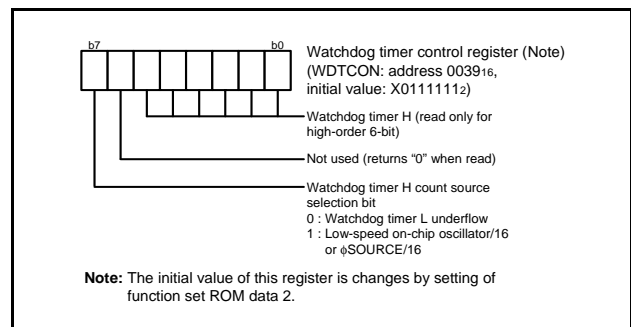 b7 b0
Watchdog timer control register (Note)
(WDTCON: address 0039₁₆,
initial value: X0111111₂)
Watchdog timer H (read only for
high-order 6-bit)
Not used (returns “0” when read)
Watchdog timer H count source
selection bit
0 : Watchdog timer L underflow
1 : Low-speed on-chip oscillator/16
or ϕSOURCE/16
Note: The initial value of this register is changes by setting of
function set ROM data 2.